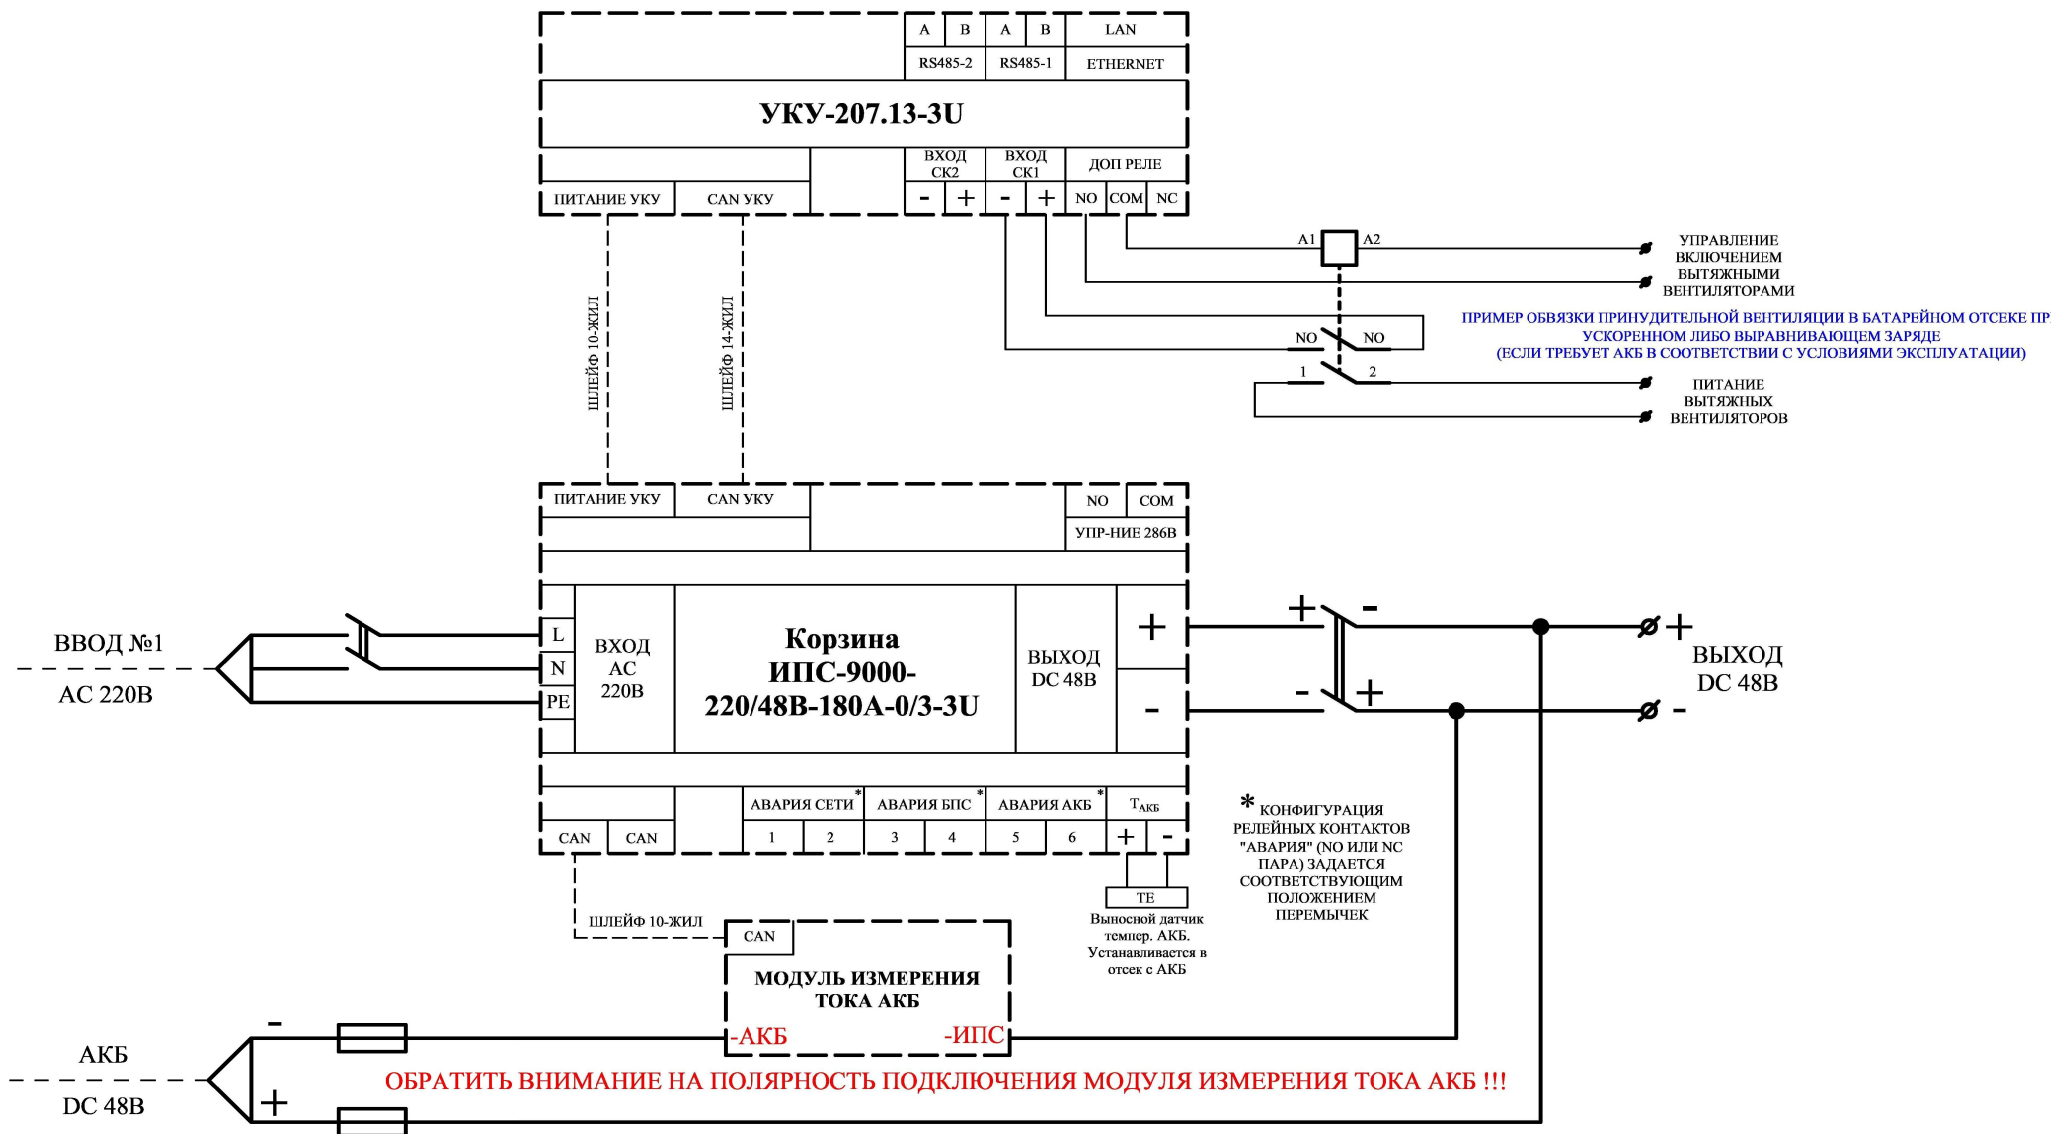 A B A B LAN
RS485-2 RS485-1 ETHERNET
УКУ-207.13-3U
ВХОД СК2 ВХОД СК1 ДОП РЕЛЕ
ПИТАНИЕ УКУ CAN УКУ - + - + NO COM NC
ШЛЕЙФ 10-ЖИЛ
ШЛЕЙФ 14-ЖИЛ
A1 A2
УПРАВЛЕНИЕ
ВКЛЮЧЕНИЕМ
ВЫТЯЖНЫМИ
ВЕНТИЛЯТОРАМИ
ПРИМЕР ОБВЯЗКИ ПРИНУДИТЕЛЬНОЙ ВЕНТИЛЯЦИИ В БАТАРЕЙНОМ ОТСЕКЕ ПР
УСКОРЕННОМ ЛИБО ВЫРАВНИВАЮЩЕМ ЗАРЯДЕ
(ЕСЛИ ТРЕБУЕТ АКБ В СООТВЕТСТВИИ С УСЛОВИЯМИ ЭКСПЛУАТАЦИИ)
NO NO
1 2
ПИТАНИЕ
ВЫТЯЖНЫХ
ВЕНТИЛЯТОРОВ
ПИТАНИЕ УКУ CAN УКУ NO COM
УПР-НИЕ 286В
ВВОД №1
AC 220В
L
N
PE
ВХОД
AC
220В
Корзина
ИПС-9000-
220/48В-180А-0/3-3U
ВЫХОД
DC 48В
+
-
+ -
- +
+
-
ВЫХОД
DC 48В
АВАРИЯ СЕТИ* АВАРИЯ БПС* АВАРИЯ АКБ* TАКБ
CAN CAN 1 2 3 4 5 6 + -
* КОНФИГУРАЦИЯ
РЕЛЕЙНЫХ КОНТАКТОВ
"АВАРИЯ" (NO ИЛИ NC
ПАРА) ЗАДАЕТСЯ
СООТВЕТСТВУЮЩИМ
ПОЛОЖЕНИЕМ
ПЕРЕМЫЧЕК
TE
Выносной датчик
темпер. АКБ.
Устанавливается в
отсек с АКБ
ШЛЕЙФ 10-ЖИЛ
CAN
МОДУЛЬ ИЗМЕРЕНИЯ
ТОКА АКБ
-АКБ -ИПС
АКБ
DC 48В
-
+
ОБРАТИТЬ ВНИМАНИЕ НА ПОЛЯРНОСТЬ ПОДКЛЮЧЕНИЯ МОДУЛЯ ИЗМЕРЕНИЯ ТОКА АКБ !!!